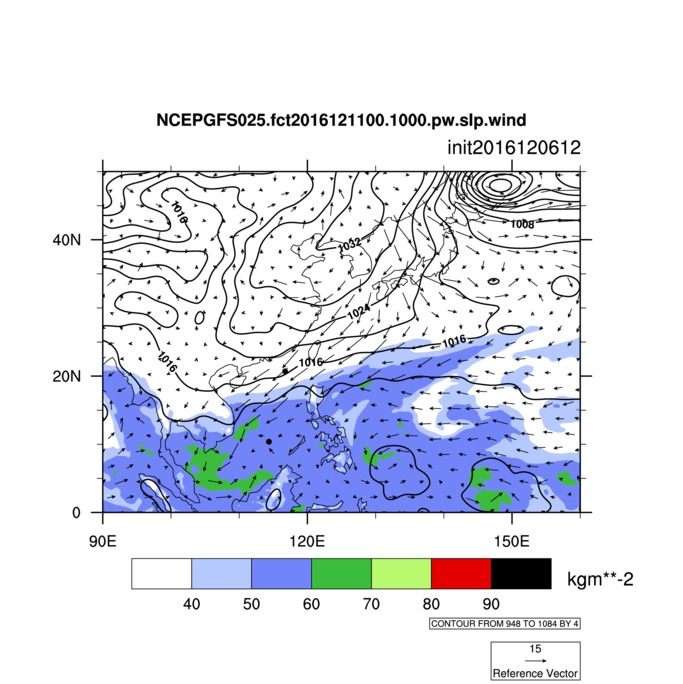 NCEPGFS025.fct2016121100.1000.pw.slp.wind
init2016120612
1016
1032
1008
40N
1024
1016
1016
1016
20N
0
90E 120E 150E
kgm**-2
40 50 60 70 80 90
CONTOUR FROM 948 TO 1084 BY 4
15
Reference Vector